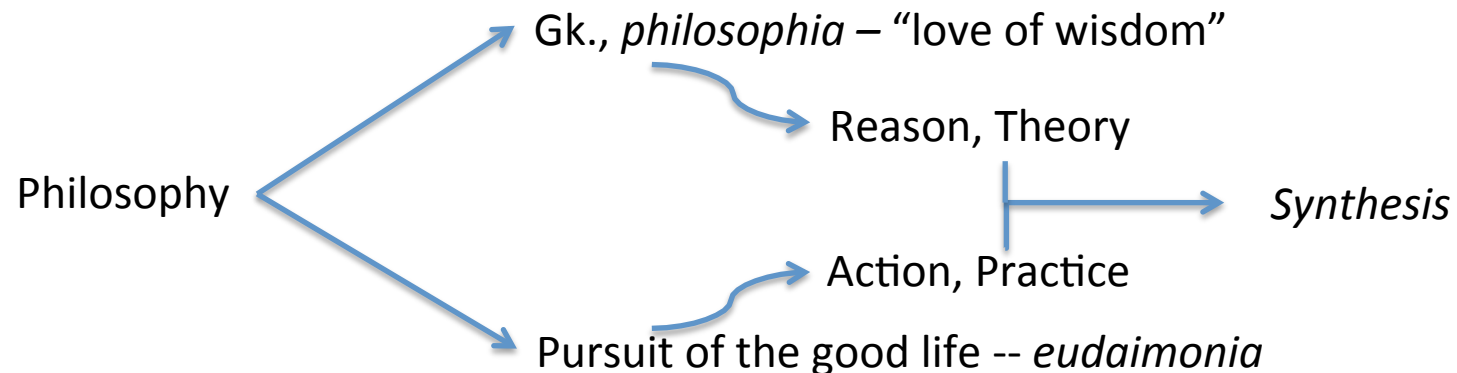 Gk., philosophia – “love of wisdom”
Reason, Theory
Philosophy
Synthesis
Action, Practice
Pursuit of the good life -- eudaimonia